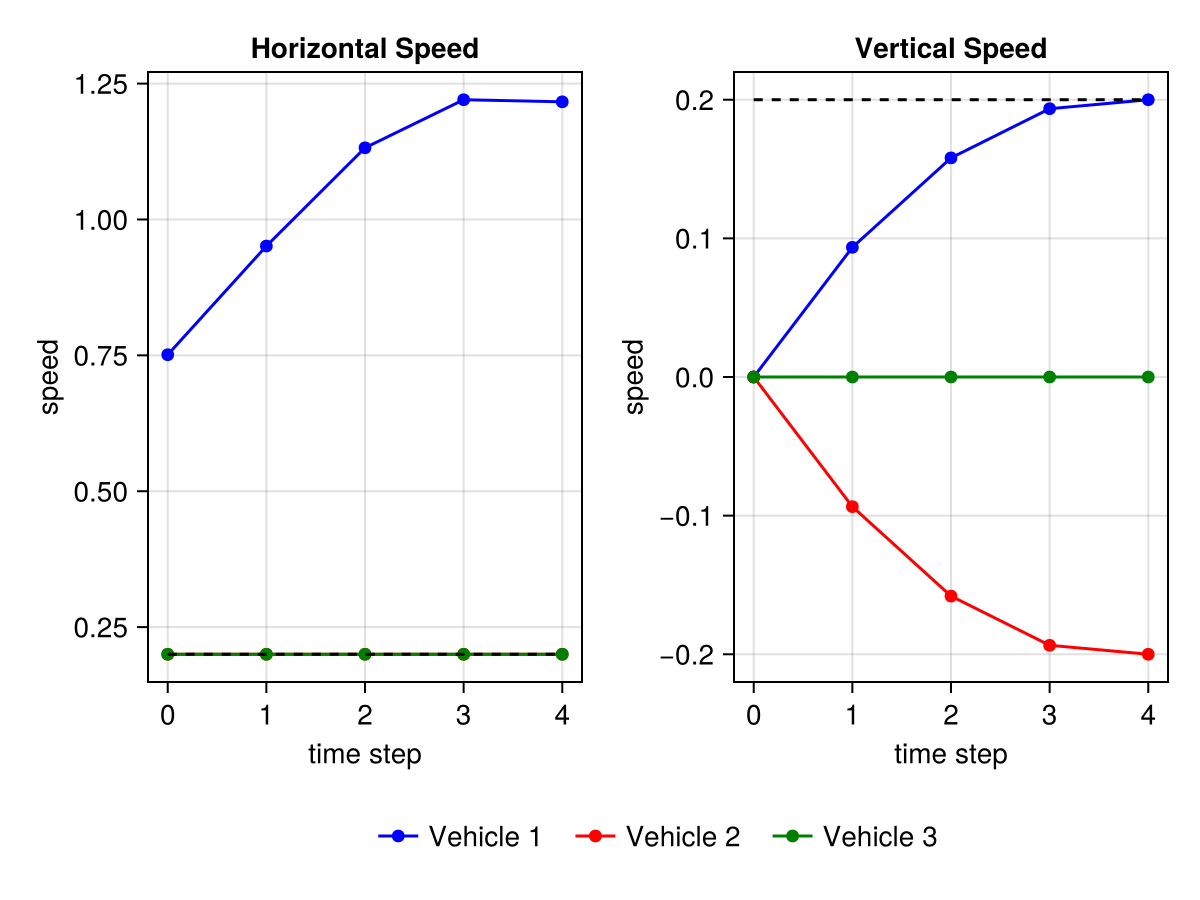 Horizontal Speed
1.25
1.00
0.75
0.50
0.25
speed
0 1 2 3 4
time step
Vertical Speed
0.2
0.1
0.0
−0.1
−0.2
speed
0 1 2 3 4
time step
Vehicle 1 Vehicle 2 Vehicle 3